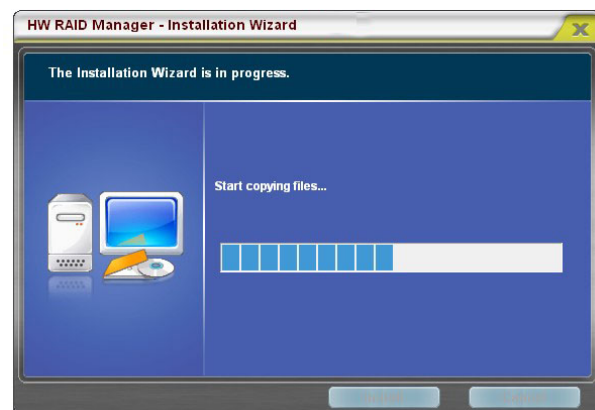 HW RAID Manager - Installation Wizard
The Installation Wizard is in progress.
Start copying files...